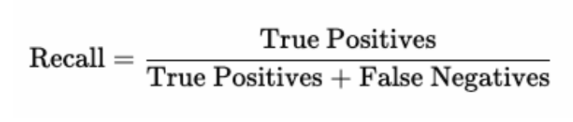 True Positives
Recall =
True Positives + False Negatives